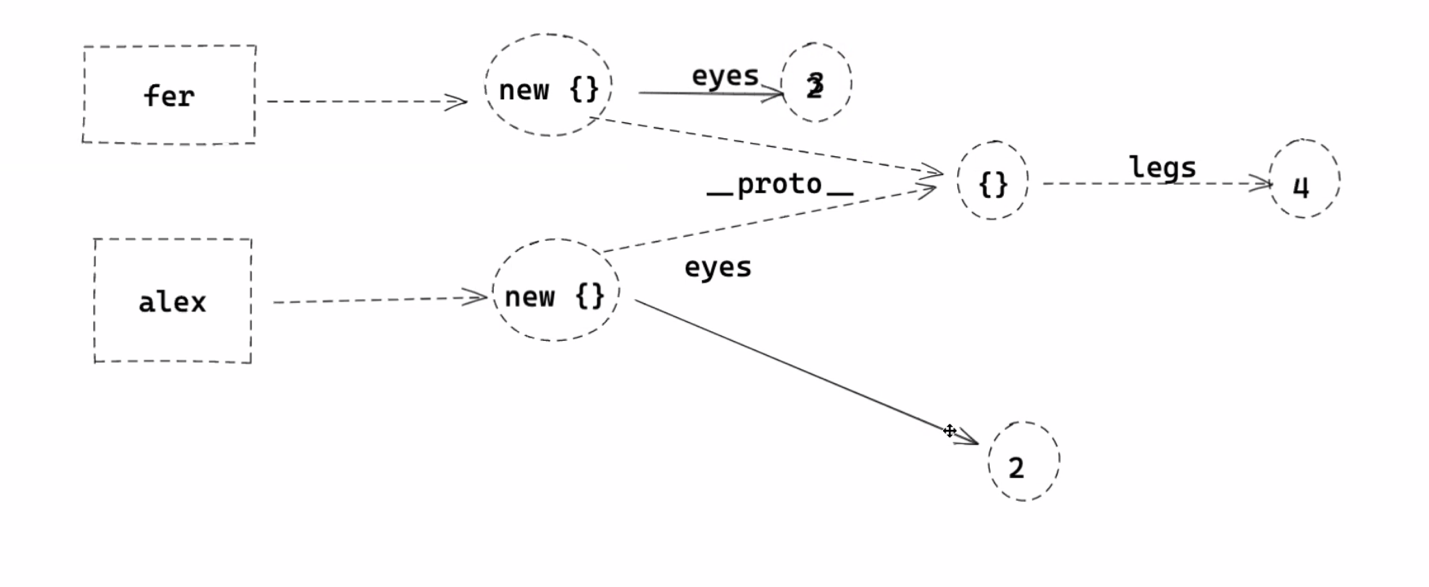 fer
new {}
eyes
__proto__
{}
legs
4
alex
new {}
eyes
2